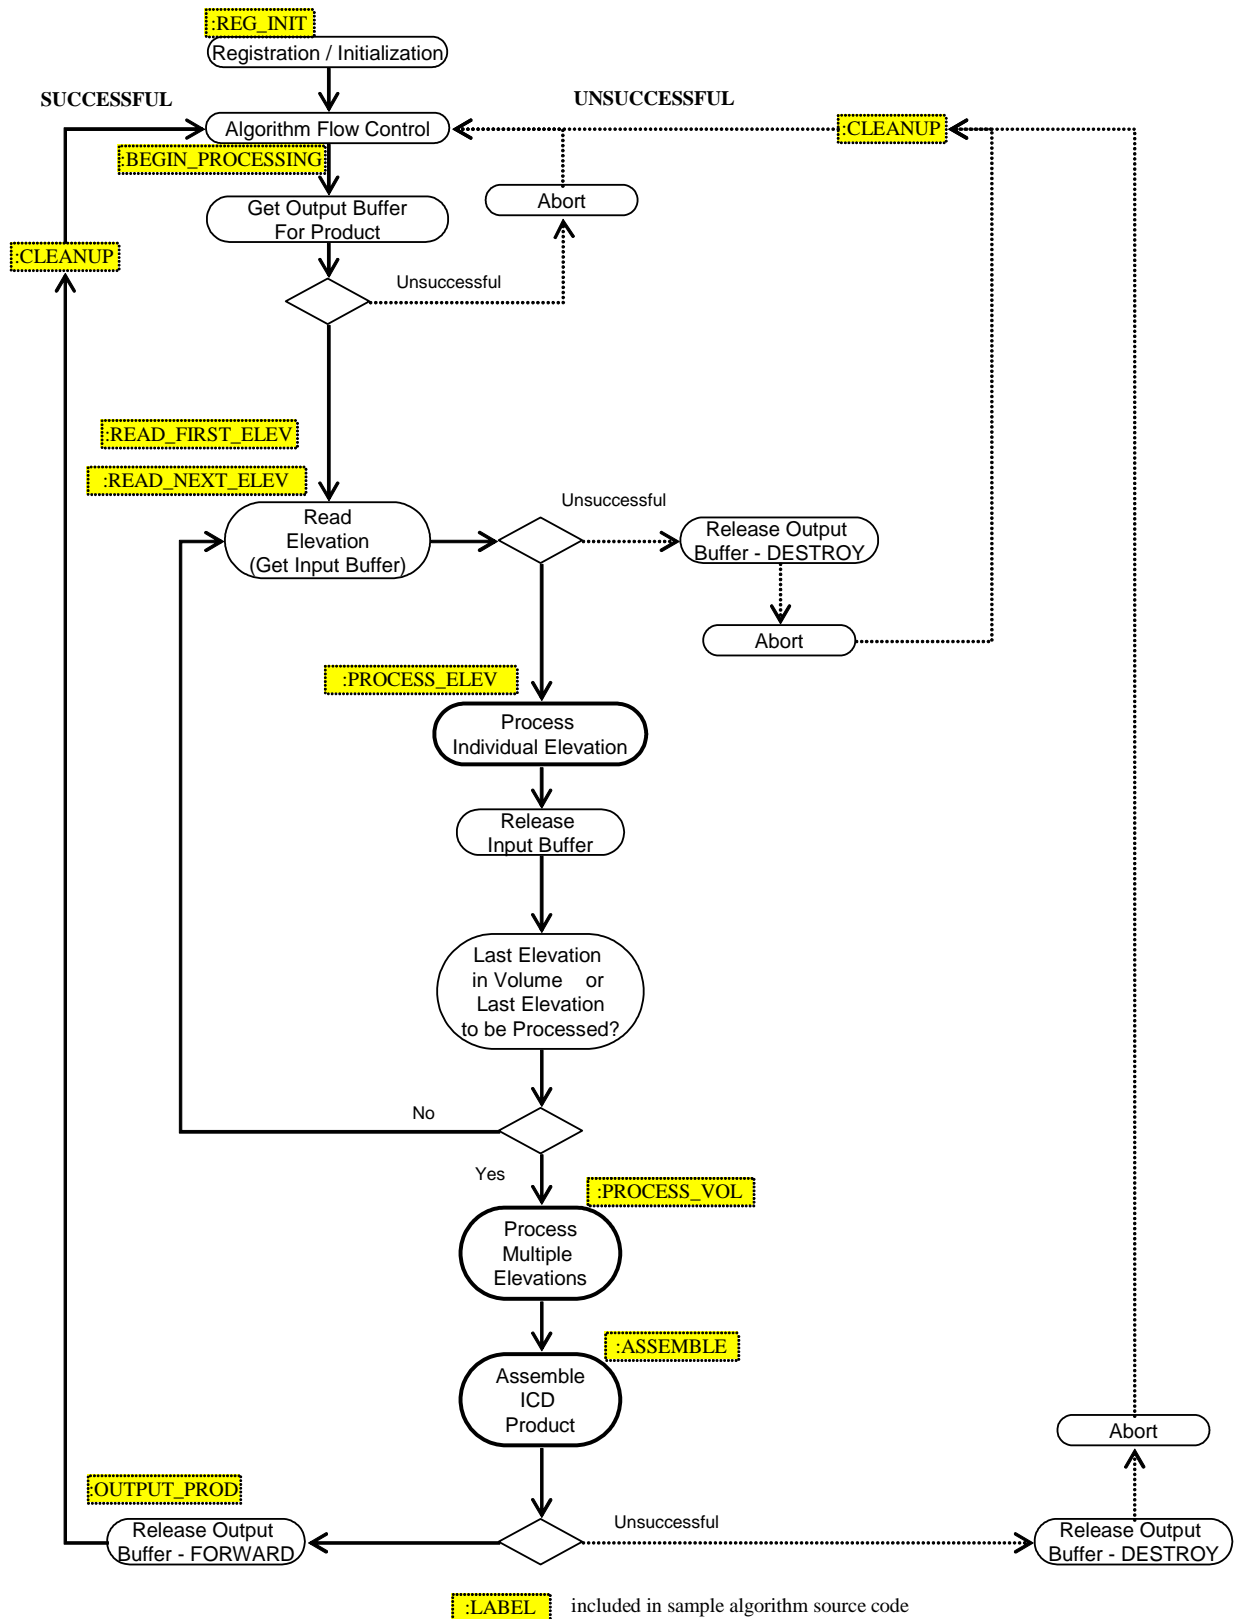 :REG_INIT
Registration / Initialization
SUCCESSFUL
UNSUCCESSFUL
Algorithm Flow Control
:CLEANUP
:BEGIN_PROCESSING
Abort
Get Output Buffer
For Product
:CLEANUP
Unsuccessful
:READ_FIRST_ELEV
:READ_NEXT_ELEV
Unsuccessful
Read
Elevation
(Get Input Buffer)
Release Output
Buffer - DESTROY
Abort
:PROCESS_ELEV
Process
Individual Elevation
Release
Input Buffer
Last Elevation
in Volume or
Last Elevation
to be Processed?
No
Yes
:PROCESS_VOL
Process
Multiple
Elevations
:ASSEMBLE
Assemble
ICD
Product
Abort
:OUTPUT_PROD
Release Output
Buffer - FORWARD
Unsuccessful
Release Output
Buffer - DESTROY
:LABEL included in sample algorithm source code